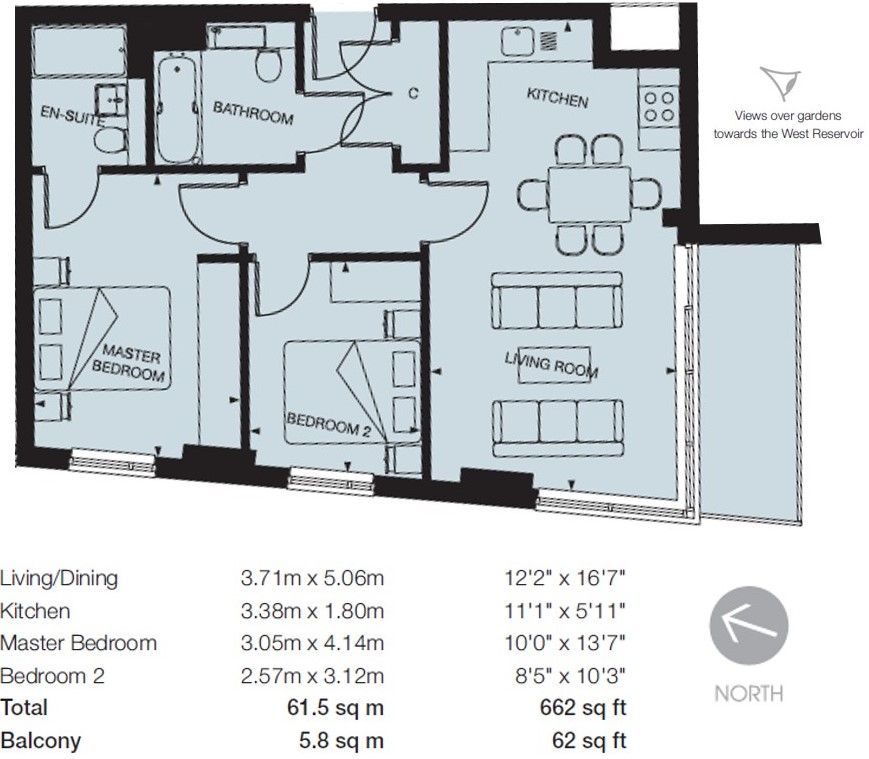 EN-SUITE
BATHROOM
C
KITCHEN
Views over gardens
towards the West Reservoir
MASTER
BEDROOM
BEDROOM 2
LIVING ROOM
Living/Dining 3.71m x 5.06m 12'2" x 16'7"
Kitchen 3.38m x 1.80m 11'1" x 5'11"
Master Bedroom 3.05m x 4.14m 10'0" x 13'7"
Bedroom 2 2.57m x 3.12m 8'5" x 10'3"
Total 61.5 sq m 662 sq ft
Balcony 5.8 sq m 62 sq ft
NORTH